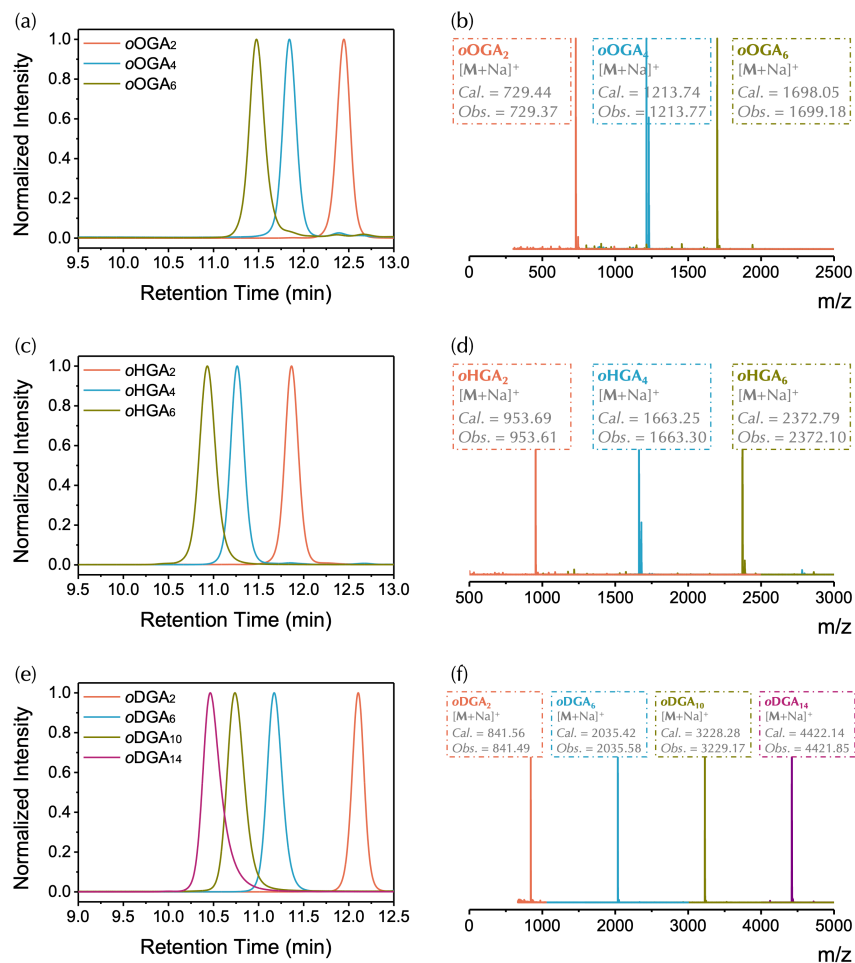 (a)
oOGA2
oOGA4
oOGA6
1.0
0.8
0.6
0.4
0.2
0.0
Normalized Intensity
9.5 10.0 10.5 11.0 11.5 12.0 12.5 13.0
Retention Time (min)
(b)
oOGA2
[M+Na]+
Cal. = 729.44
Obs. = 729.37
oOGA4
[M+Na]+
Cal. = 1213.74
Obs. = 1213.77
oOGA6
[M+Na]+
Cal. = 1698.05
Obs. = 1699.18
0 500 1000 1500 2000 2500
m/z
(c)
oHGA2
oHGA4
oHGA6
1.0
0.8
0.6
0.4
0.2
0.0
Normalized Intensity
9.5 10.0 10.5 11.0 11.5 12.0 12.5 13.0
Retention Time (min)
(d)
oHGA2
[M+Na]+
Cal. = 953.69
Obs. = 953.61
oHGA4
[M+Na]+
Cal. = 1663.25
Obs. = 1663.30
oHGA6
[M+Na]+
Cal. = 2372.79
Obs. = 2372.10
500 1000 1500 2000 2500 3000
m/z
(e)
oDGA2
oDGA6
oDGA10
oDGA14
1.0
0.8
0.6
0.4
0.2
0.0
Normalized Intensity
9.0 9.5 10.0 10.5 11.0 11.5 12.0 12.5
Retention Time (min)
(f)
oDGA2
[M+Na]+
Cal. = 841.56
Obs. = 841.49
oDGA6
[M+Na]+
Cal. = 2035.42
Obs. = 2035.58
oDGA10
[M+Na]+
Cal. = 3228.28
Obs. = 3229.17
oDGA14
[M+Na]+
Cal. = 4422.14
Obs. = 4421.85
0 1000 2000 3000 4000 5000
m/z